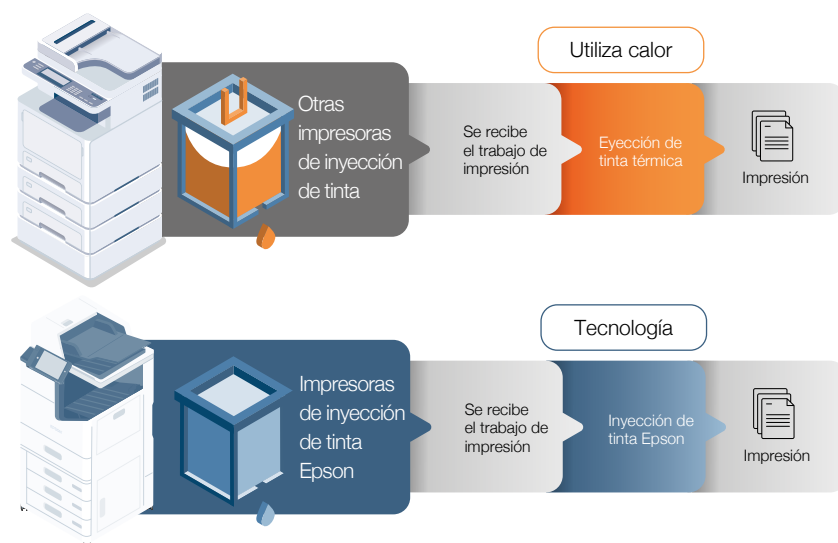 Utiliza calor
Otras
impresoras
de inyección
de tinta
Se recibe
el trabajo de
impresión
Eyección de
tinta térmica
Impresión
Tecnología
Impresoras
de inyección
de tinta
Epson
Se recibe
el trabajo de
impresión
Inyección de
tinta Epson
Impresión